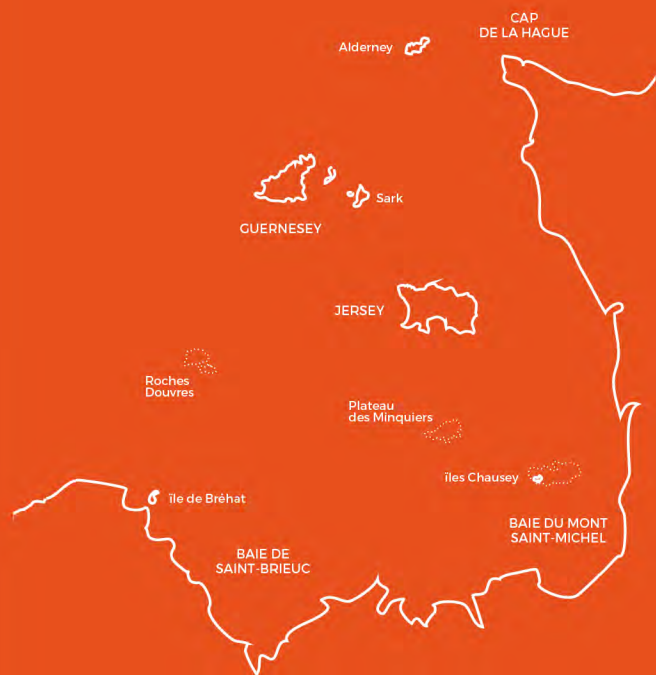 CAP
DE LA HAGUE
Alderney
Sark
GUERNESEY
JERSEY
Roches
Douvres
Plateau
des Minquiers
îles Chausey
île de Bréhat
BAIE DU MONT
SAINT-MICHEL
BAIE DE
SAINT-BRIEUC